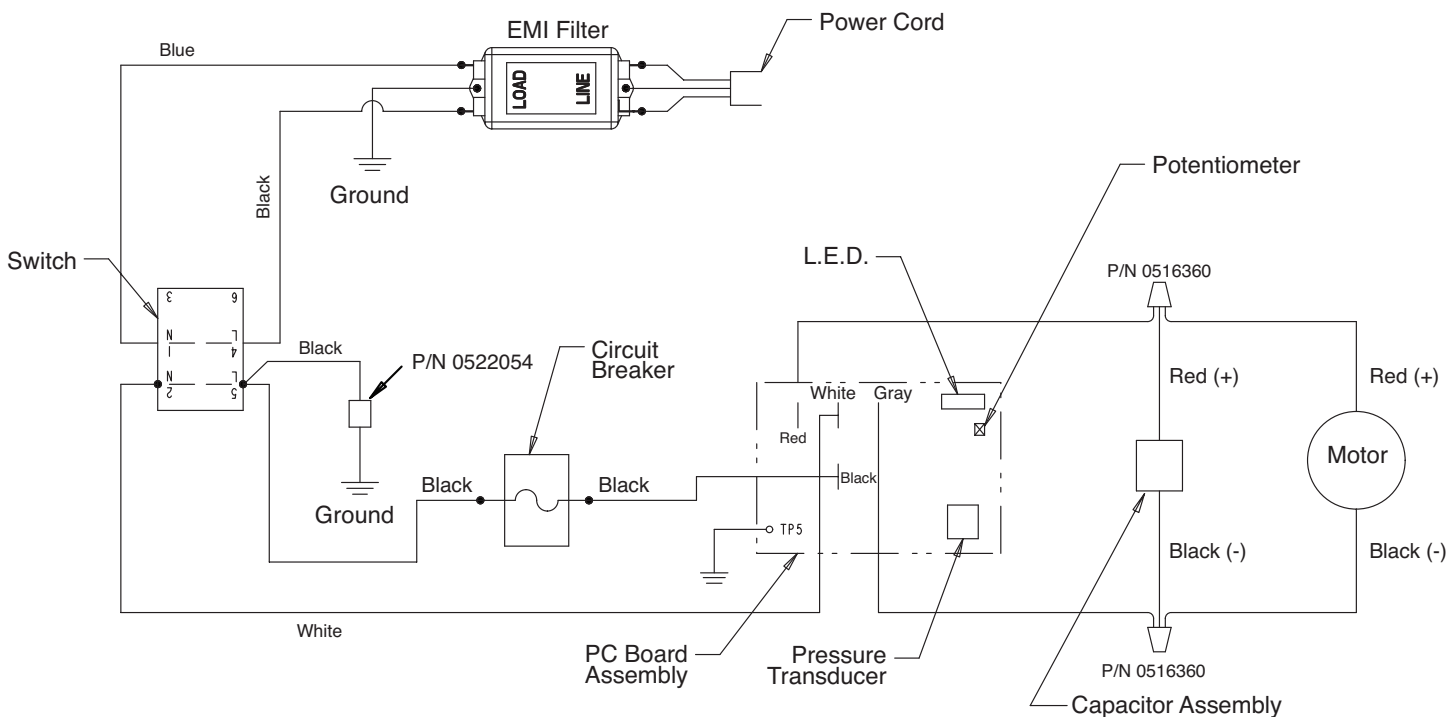 EMI Filter
Power Cord
Blue
LOAD
LINE
Ground
Black
Potentiometer
Switch
L.E.D.
P/N 0516360
3 6
N L
1 4
N L
2 5
Black
P/N 0522054
Circuit
Breaker
White Gray
Red
Red (+)
Red (+)
Motor
Black
Black
Black
Ground
TP5
Black (-)
Black (-)
White
PC Board
Assembly
Pressure
Transducer
P/N 0516360
Capacitor Assembly